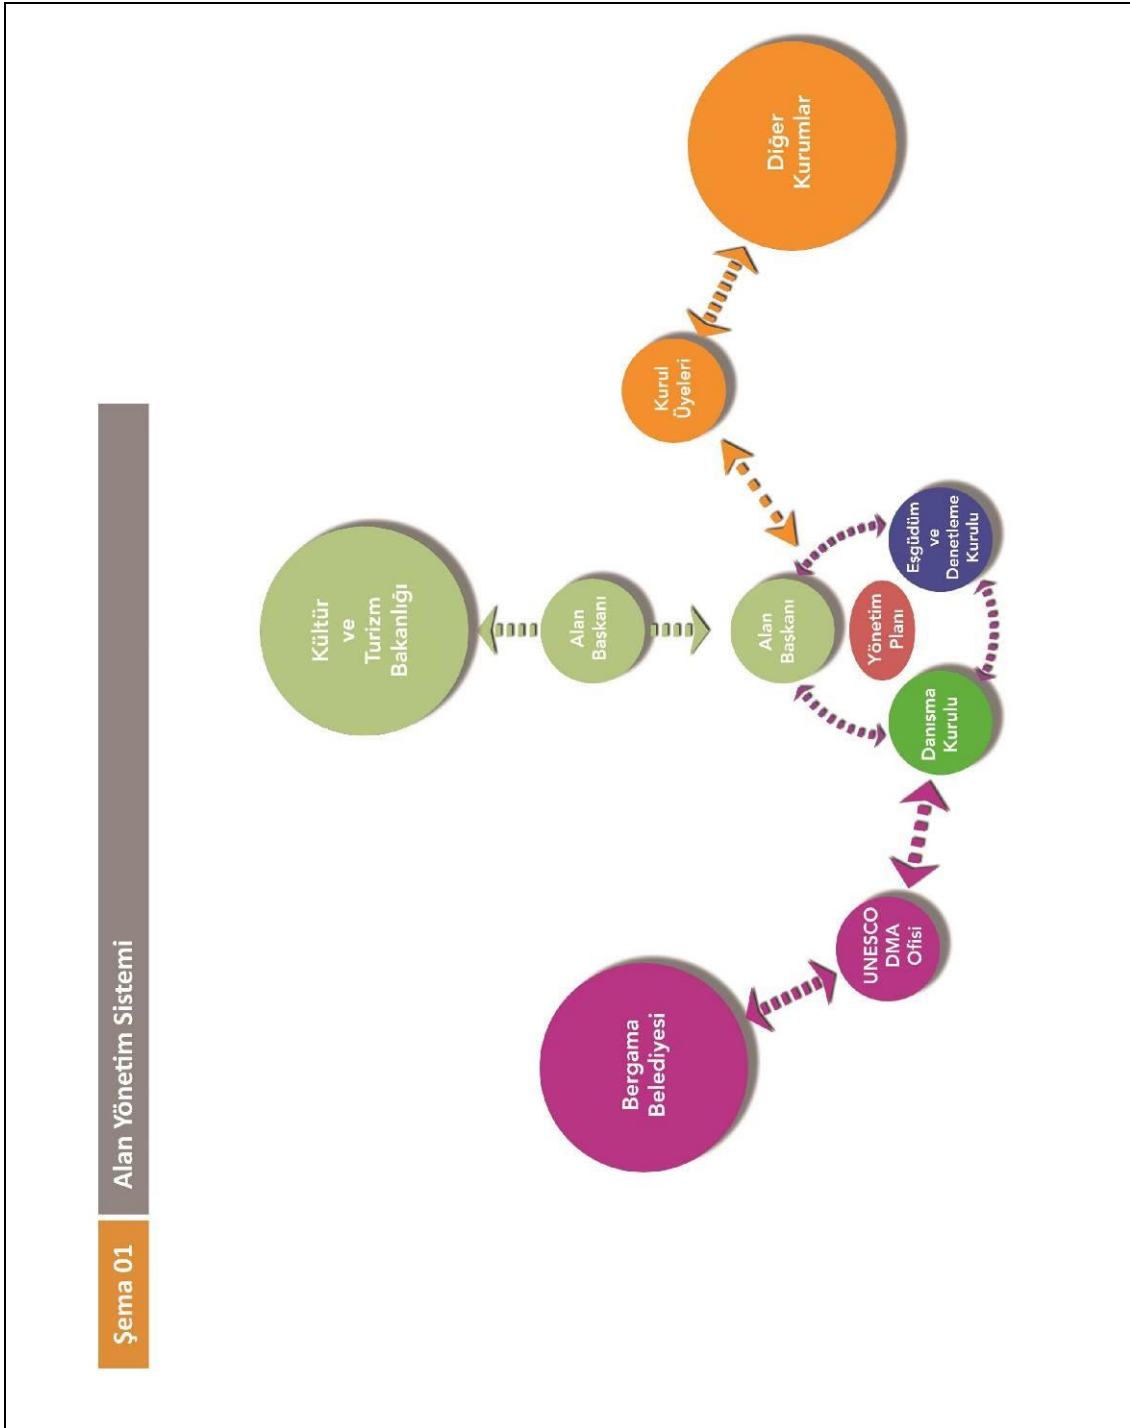 Şema 01
Alan Yönetim Sistemi
Kültür
ve
Turizm
Bakanlığı
Alan
Başkanı
Bergama
Belediyesi
UNESCO
DMA
Ofisi
Alan
Başkanı
Yönetim
Planı
Danısma
Kurulu
Eşgüdüm
ve
Denetleme
Kurulu
Kurul
Üyeleri
Diğer
Kurumlar